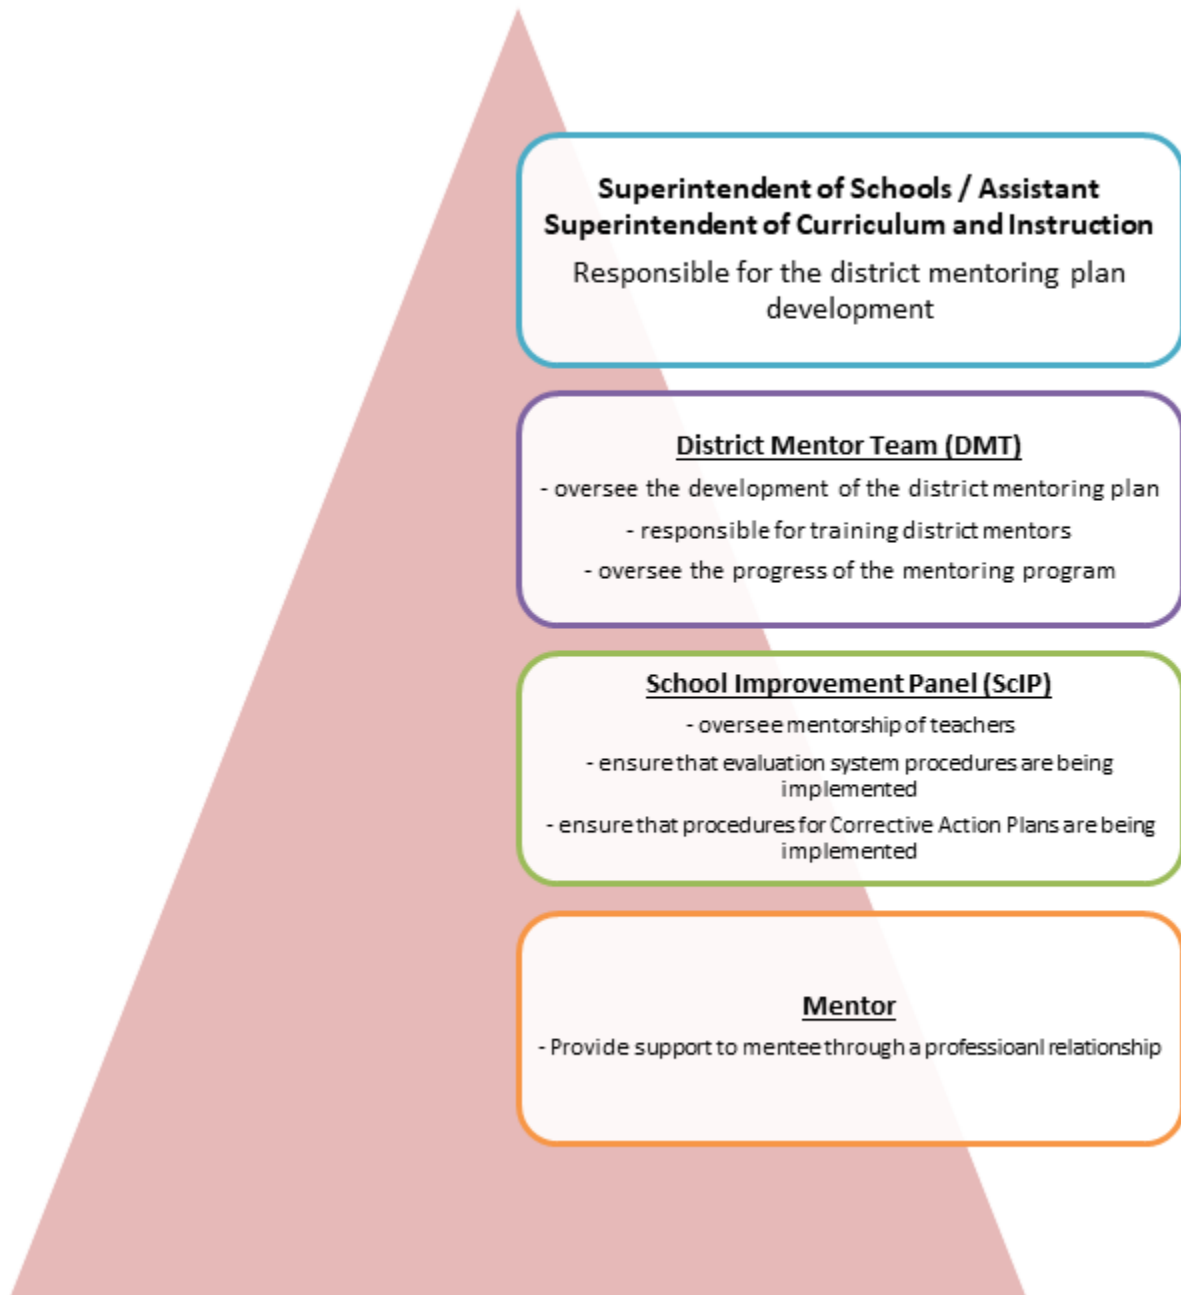 Superintendent of Schools / Assistant
Superintendent of Curriculum and Instruction
Responsible for the district mentoring plan
development
District Mentor Team (DMT)
- oversee the development of the district mentoring plan
- responsible for training district mentors
- oversee the progress of the mentoring program
School Improvement Panel (ScIP)
- oversee mentorship of teachers
- ensure that evaluation system procedures are being
implemented
- ensure that procedures for Corrective Action Plans are being
implemented
Mentor
- Provide support to mentee through a professioanl relationship